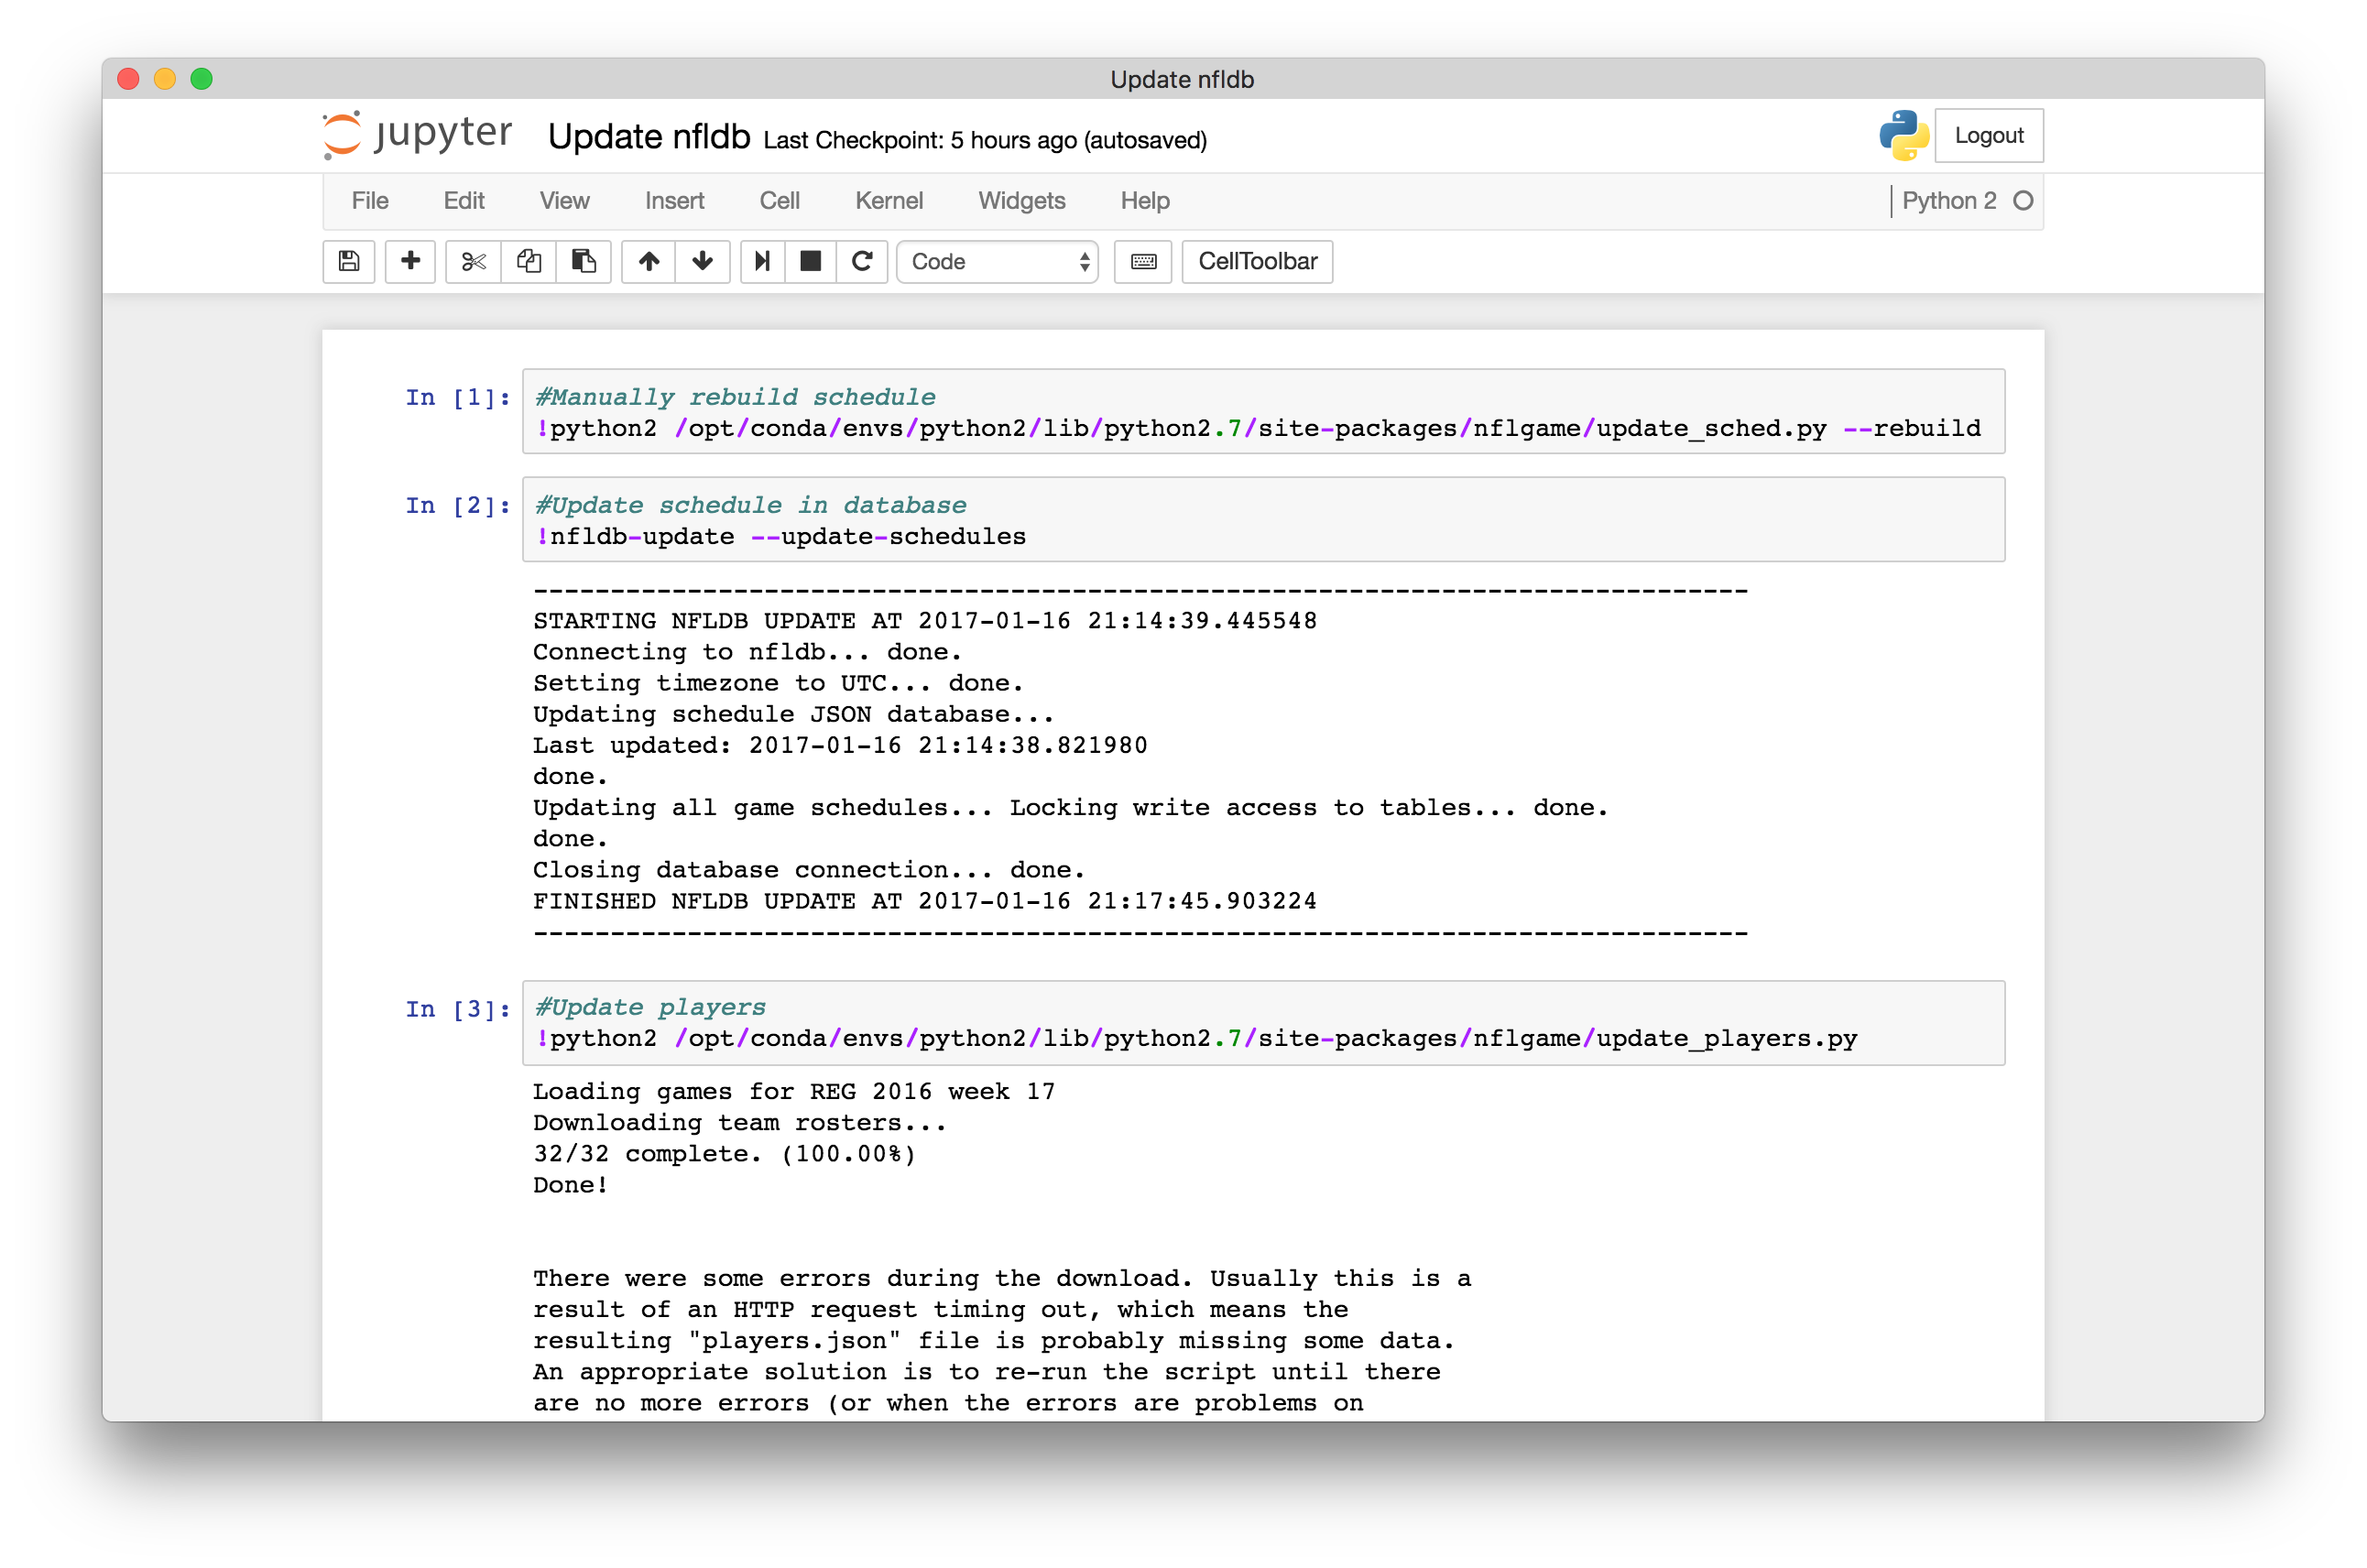 Update nfldb
jupyter Update nfldb Last Checkpoint: 5 hours ago (autosaved)
Logout
File Edit View Insert Cell Kernel Widgets Help
Python 2
Code
CellToolbar
In [1]:
#Manually rebuild schedule
!python2 /opt/conda/envs/python2/lib/python2.7/site-packages/nflgame/update_sched.py --rebuild
In [2]:
#Update schedule in database
!nfldb-update --update-schedules
-------------------------------------------------------------------------------
STARTING NFLDB UPDATE AT 2017-01-16 21:14:39.445548
Connecting to nfldb... done.
Setting timezone to UTC... done.
Updating schedule JSON database...
Last updated: 2017-01-16 21:14:38.821980
done.
Updating all game schedules... Locking write access to tables... done.
done.
Closing database connection... done.
FINISHED NFLDB UPDATE AT 2017-01-16 21:17:45.903224
-------------------------------------------------------------------------------
In [3]:
#Update players
!python2 /opt/conda/envs/python2/lib/python2.7/site-packages/nflgame/update_players.py
Loading games for REG 2016 week 17
Downloading team rosters...
32/32 complete. (100.00%)
Done!
There were some errors during the download. Usually this is a
result of an HTTP request timing out, which means the
resulting "players.json" file is probably missing some data.
An appropriate solution is to re-run the script until there
are no more errors (or when the errors are problems on